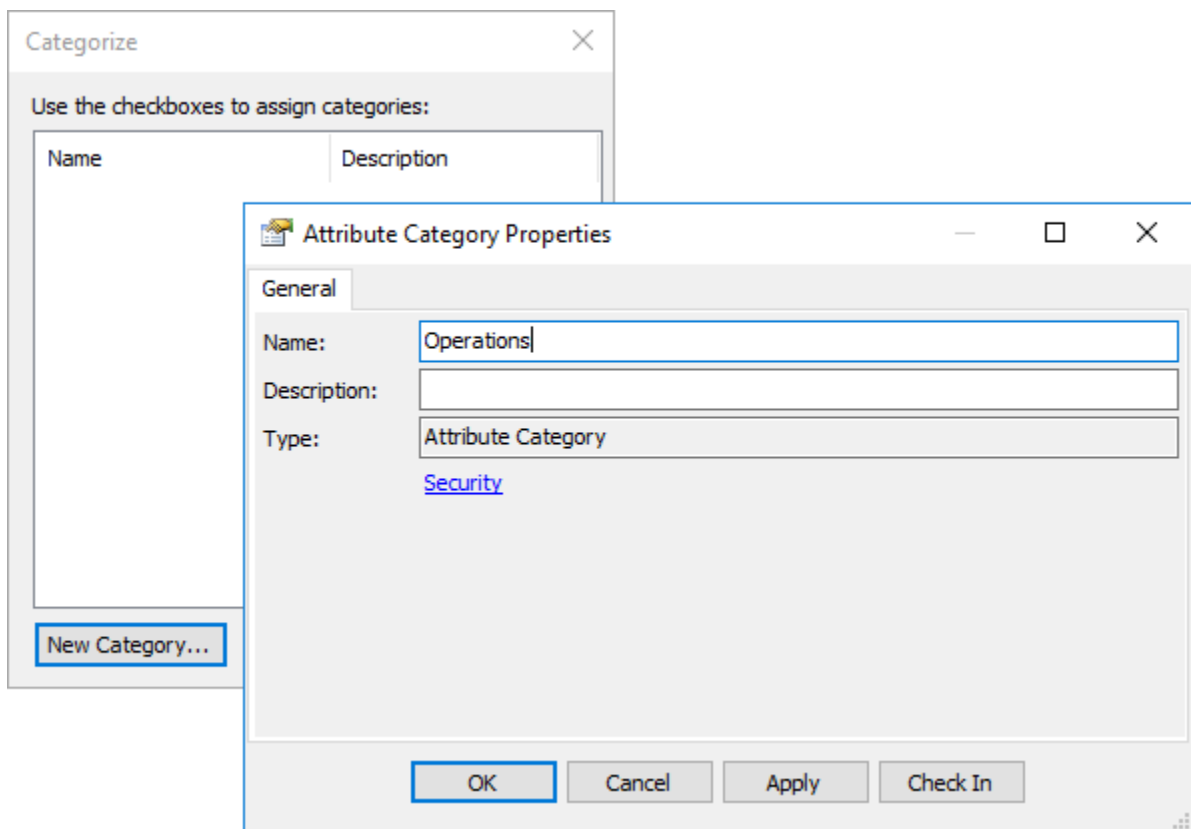 Categorize
Use the checkboxes to assign categories:
Name Description
Attribute Category Properties
General
Name: Operations
Description:
Type: Attribute Category
Security
New Category...
OK Cancel Apply Check In